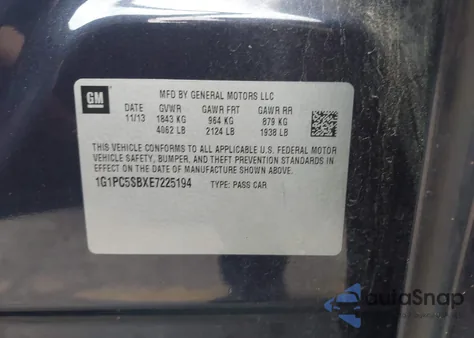 GM
MFD BY GENERAL MOTORS LLC
DATE GVWR GAWR FRT GAWR RR
11/13 1843 KG 964 KG 879 KG
4062 LB 2124 LB 1938 LB
THIS VEHICLE CONFORMS TO ALL APPLICABLE U.S. FEDERAL MOTOR
VEHICLE SAFETY, BUMPER, AND THEFT PREVENTION STANDARDS IN
EFFECT ON THE DATE OF MANUFACTURE SHOWN ABOVE.
1G1PC5SBXE7225194 TYPE: PASS CAR
AutaSnap